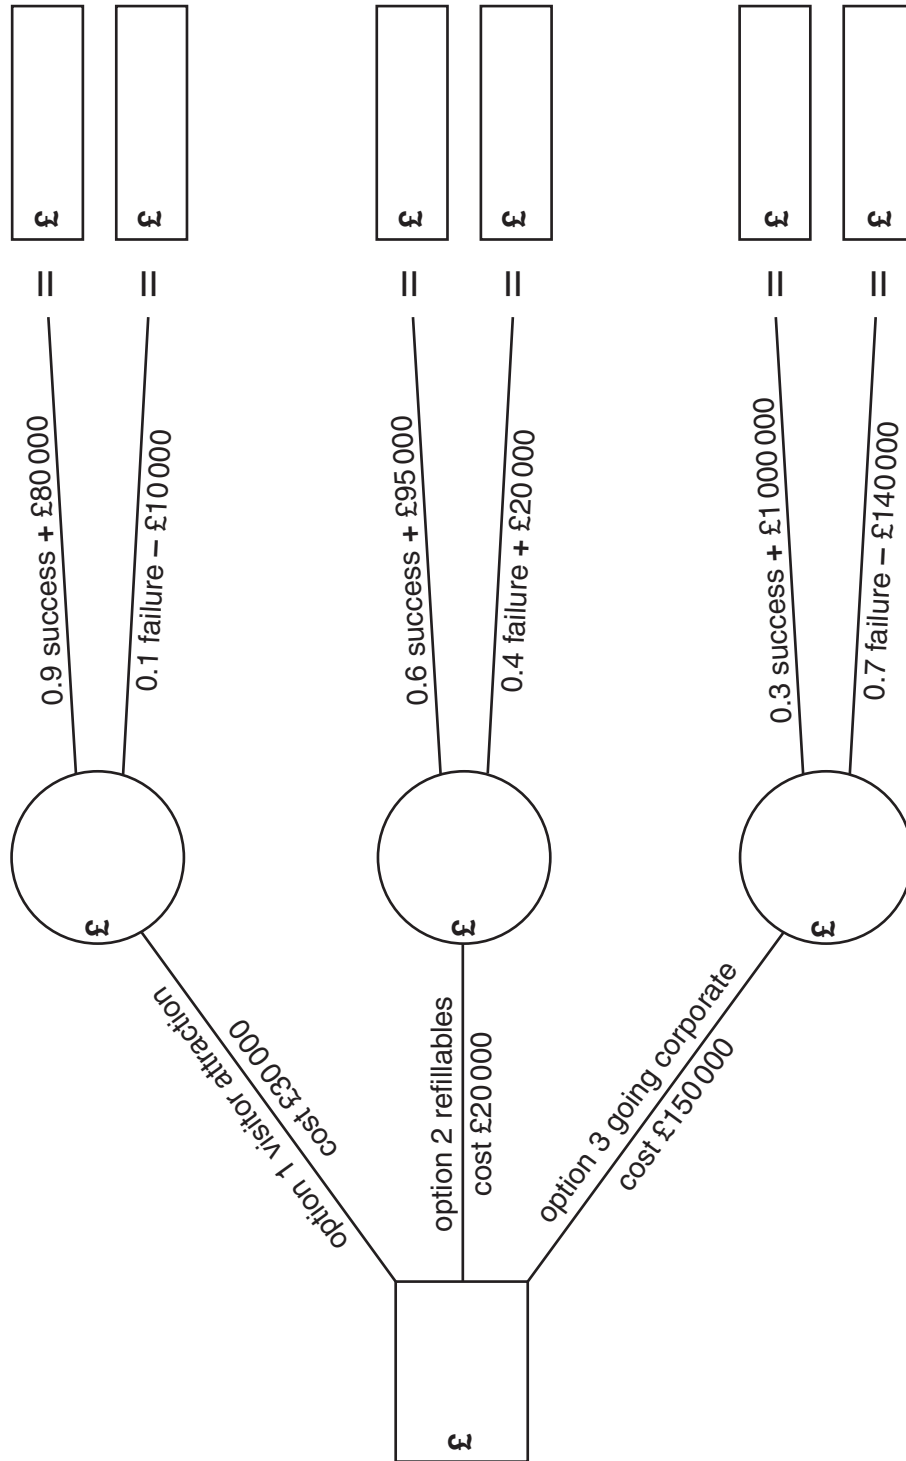 £
option 1 visitor attraction
cost £30 000
£
0.9 success + £80 000
=
£
0.1 failure – £10 000
=
£
option 2 refillables
cost £20 000
£
0.6 success + £95 000
=
£
0.4 failure + £20 000
=
£
option 3 going corporate
cost £150 000
£
0.3 success + £1 000 000
=
£
0.7 failure – £140 000
=
£